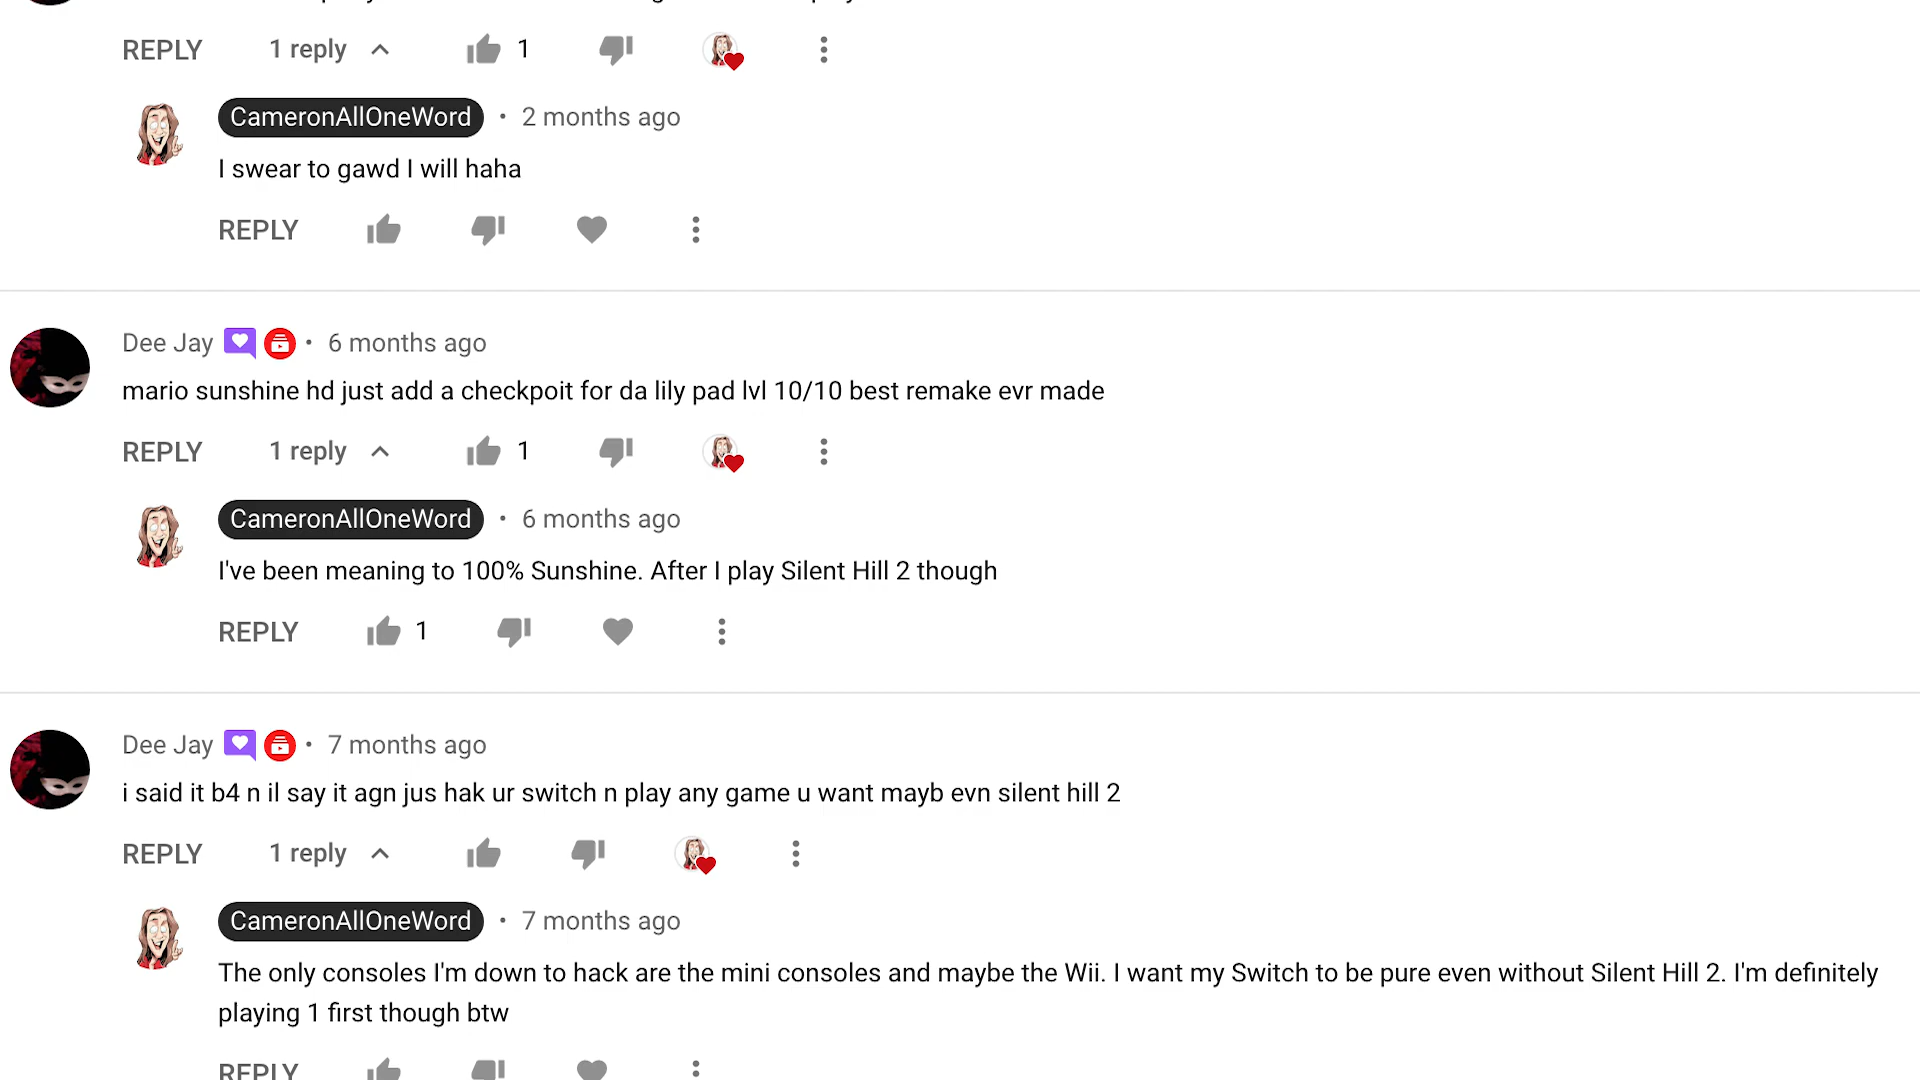 REPLY 1 reply 1
CameronAllOneWord • 2 months ago
I swear to gawd I will haha
REPLY
Dee Jay • 6 months ago
mario sunshine hd just add a checkpoit for da lily pad lvl 10/10 best remake evr made
REPLY 1 reply 1
CameronAllOneWord • 6 months ago
I've been meaning to 100% Sunshine. After I play Silent Hill 2 though
REPLY 1
Dee Jay • 7 months ago
i said it b4 n il say it agn jus hak ur switch n play any game u want mayb evn silent hill 2
REPLY 1 reply
CameronAllOneWord • 7 months ago
The only consoles I'm down to hack are the mini consoles and maybe the Wii. I want my Switch to be pure even without Silent Hill 2. I'm definitely
playing 1 first though btw
REPLY